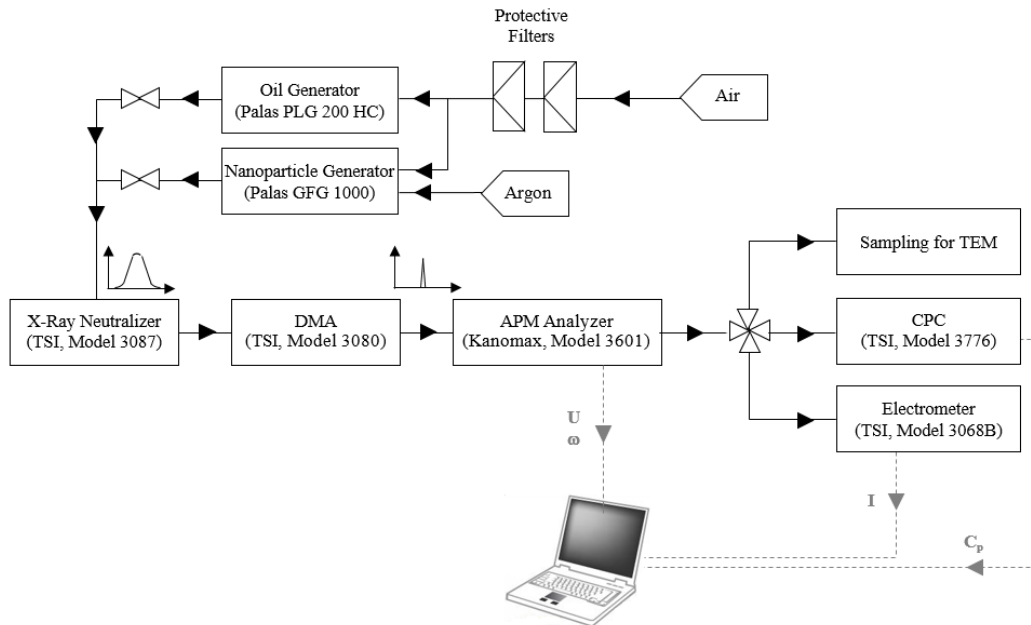 Protective
Filters
Oil Generator
(Palas PLG 200 HC)
Air
Nanoparticle Generator
(Palas GFG 1000)
Argon
Sampling for TEM
X-Ray Neutralizer
(TSI, Model 3087)
DMA
(TSI, Model 3080)
APM Analyzer
(Kanomax, Model 3601)
CPC
(TSI, Model 3776)
Electrometer
(TSI, Model 3068B)
U
ω
I
Cₚ